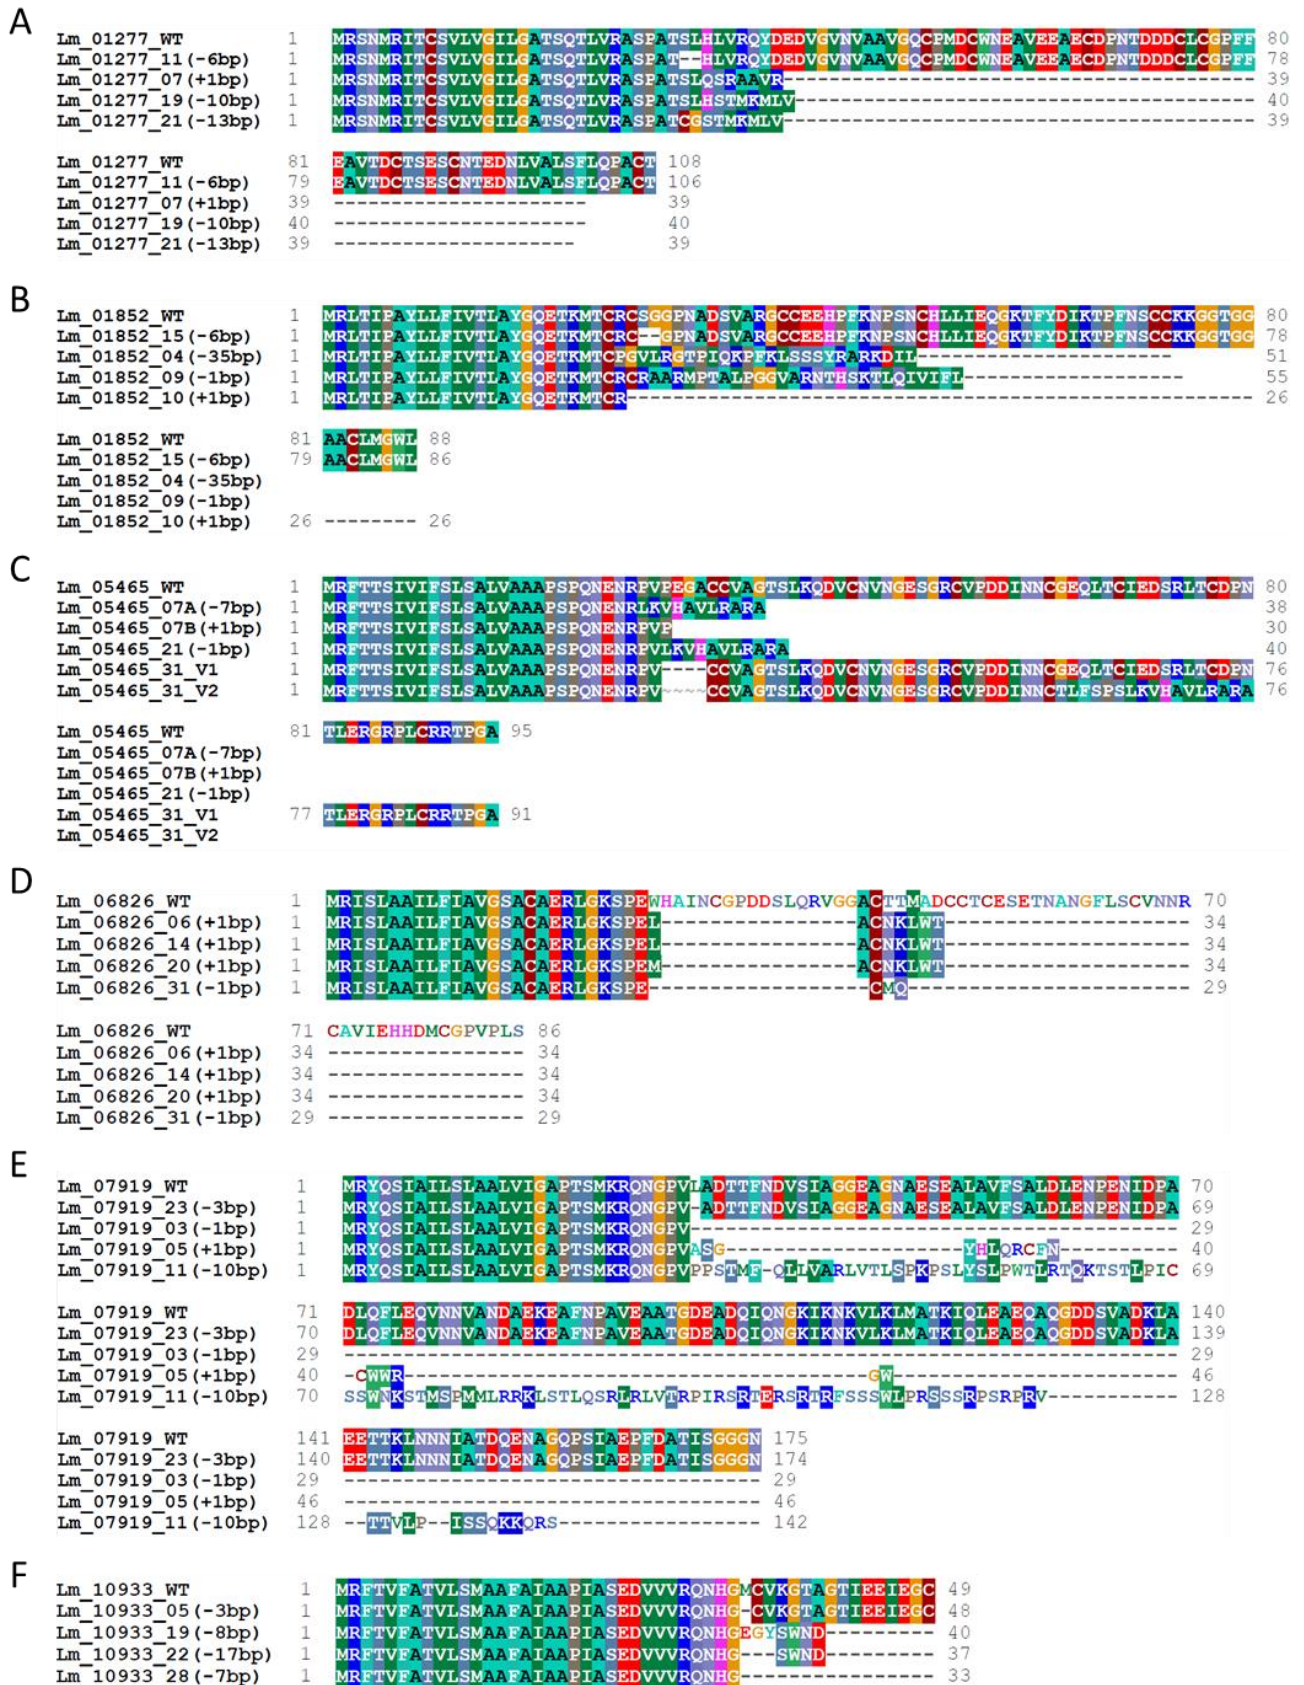 A
Lm_01277_WT 1 MRSNMRITCSVLVGILGATSQTLVRASPATSLHLVRQYDEDVGVNVAAVGQCPMDCWNEAVEEAECDPNTDDDCLCGPFF 80
Lm_01277_11(-6bp) 1 MRSNMRITCSVLVGILGATSQTLVRASPAT--HLVRQYDEDVGVNVAAVGQCPMDCWNEAVEEAECDPNTDDDCLCGPFF 78
Lm_01277_07(+1bp) 1 MRSNMRITCSVLVGILGATSQTLVRASPATSLQSRAAVR----------------------------------------- 39
Lm_01277_19(-10bp) 1 MRSNMRITCSVLVGILGATSQTLVRASPATSLHSTMKMLV---------------------------------------- 40
Lm_01277_21(-13bp) 1 MRSNMRITCSVLVGILGATSQTLVRASPATCGSTMKMLV----------------------------------------- 39
Lm_01277_WT 81 EAVTDCTSESCNTEDNLVALSFLQPACT 108
Lm_01277_11(-6bp) 79 EAVTDCTSESCNTEDNLVALSFLQPACT 106
Lm_01277_07(+1bp) 39 ---------------------- 39
Lm_01277_19(-10bp) 40 ---------------------- 40
Lm_01277_21(-13bp) 39 --------------------- 39
B
Lm_01852_WT 1 MRLTIPAYLLFIVTLAYGQETKMTCRCSGGPNADSVARGCCEEHPFKNPSNCHLLIEQGKTFYDIKTPFNSCCKKGGTGG 80
Lm_01852_15(-6bp) 1 MRLTIPAYLLFIVTLAYGQETKMTCRC--GPNADSVARGCCEEHPFKNPSNCHLLIEQGKTFYDIKTPFNSCCKKGGTGG 78
Lm_01852_04(-35bp) 1 MRLTIPAYLLFIVTLAYGQETKMTCPGVLRGTPIQKPFKLSSSYRARKDIL---------------------- 51
Lm_01852_09(-1bp) 1 MRLTIPAYLLFIVTLAYGQETKMTCRCRAARMPTALPGGVARNTHSKTLQIVIFL------------------- 55
Lm_01852_10(+1bp) 1 MRLTIPAYLLFIVTLAYGQETKMTCR------------------------------------------------------ 26
Lm_01852_WT 81 AACLMGWL 88
Lm_01852_15(-6bp) 79 AACLMGWL 86
Lm_01852_04(-35bp)
Lm_01852_09(-1bp)
Lm_01852_10(+1bp) 26 -------- 26
C
Lm_05465_WT 1 MRFTTSIVIFSLSALVAAAPSPQNENRPVPEGACCVAGTSLKQDVCNVNGESGRCVPDDINNCGEQLTCIEDSRLTCDPN 80
Lm_05465_07A(-7bp) 1 MRFTTSIVIFSLSALVAAAPSPQNENRLKVHAVLRARA 38
Lm_05465_07B(+1bp) 1 MRFTTSIVIFSLSALVAAAPSPQNENRPVP 30
Lm_05465_21(-1bp) 1 MRFTTSIVIFSLSALVAAAPSPQNENRPVLKVHAVLRARA 40
Lm_05465_31_V1 1 MRFTTSIVIFSLSALVAAAPSPQNENRPV----CCVAGTSLKQDVCNVNGESGRCVPDDINNCGEQLTCIEDSRLTCDPN 76
Lm_05465_31_V2 1 MRFTTSIVIFSLSALVAAAPSPQNENRPV~~~~CCVAGTSLKQDVCNVNGESGRCVPDDINNCTLFSPSLKVHAVLRARA 76
Lm_05465_WT 81 TLERGRPLCRRTPGA 95
Lm_05465_07A(-7bp)
Lm_05465_07B(+1bp)
Lm_05465_21(-1bp)
Lm_05465_31_V1 77 TLERGRPLCRRTPGA 91
Lm_05465_31_V2
D
Lm_06826_WT 1 MRISLAAILFIAVGSACAERLGKSPEWHAINCGPDDSLQRVGGACTTMADCCTCESETNANGFLSCVNNR 70
Lm_06826_06(+1bp) 1 MRISLAAILFIAVGSACAERLGKSPEL----------------ACNKLWT-------------------- 34
Lm_06826_14(+1bp) 1 MRISLAAILFIAVGSACAERLGKSPEL----------------ACNKLWT-------------------- 34
Lm_06826_20(+1bp) 1 MRISLAAILFIAVGSACAERLGKSPEM----------------ACNKLWT-------------------- 34
Lm_06826_31(-1bp) 1 MRISLAAILFIAVGSACAERLGKSPE------------------CMQ----------------------- 29
Lm_06826_WT 71 CAVIEHHDMCGPVPLS 86
Lm_06826_06(+1bp) 34 ---------------- 34
Lm_06826_14(+1bp) 34 ---------------- 34
Lm_06826_20(+1bp) 34 ---------------- 34
Lm_06826_31(-1bp) 29 ---------------- 29
E
Lm_07919_WT 1 MRYQSIAILSLAALVIGAPTSMKRQNGPVLADTTFNDVSIAGGEAGNAESEALAVFSALDLENPENIDPA 70
Lm_07919_23(-3bp) 1 MRYQSIAILSLAALVIGAPTSMKRQNGPV-ADTTFNDVSIAGGEAGNAESEALAVFSALDLENPENIDPA 69
Lm_07919_03(-1bp) 1 MRYQSIAILSLAALVIGAPTSMKRQNGPV----------------------------------------- 29
Lm_07919_05(+1bp) 1 MRYQSIAILSLAALVIGAPTSMKRQNGPVASG--------------------YHLQRCFN---------- 40
Lm_07919_11(-10bp) 1 MRYQSIAILSLAALVIGAPTSMKRQNGPVPPSTMF-QLLVARLVTLSPKPSLYSLPWTLRTQKTSTLPIC 69
Lm_07919_WT 71 DLQFLEQVNNVANDAEKEAFNPAVEAATGDEADQIQNGKIKNKVLKLMATKIQLEAEQAQGDDSVADKIA 140
Lm_07919_23(-3bp) 70 DLQFLEQVNNVANDAEKEAFNPAVEAATGDEADQIQNGKIKNKVLKLMATKIQLEAEQAQGDDSVADKIA 139
Lm_07919_03(-1bp) 29 ---------------------------------------------------------------------- 29
Lm_07919_05(+1bp) 40 -CWWR---------------------------------------GW------------------------ 46
Lm_07919_11(-10bp) 70 SSWNKSTMSPMMLRRKLSTLQSRLRLVTRPIRSRTERSRTRFSSSWLPRSSSRPSRPRV----------- 128
Lm_07919_WT 141 EETTKLNNNIATDQENAGQPSIAEPFDATISGGGN 175
Lm_07919_23(-3bp) 140 EETTKLNNNIATDQENAGQPSIAEPFDATISGGGN 174
Lm_07919_03(-1bp) 29 ----------------------------------- 29
Lm_07919_05(+1bp) 46 ----------------------------------- 46
Lm_07919_11(-10bp) 128 --TTVLP--ISSQKKQRS----------------- 142
F
Lm_10933_WT 1 MRFTVFATVLSMAAFAIAAPIASEDVVVRQNHGMCVKGTAGTIEEIEGC 49
Lm_10933_05(-3bp) 1 MRFTVFATVLSMAAFAIAAPIASEDVVVRQNHG-CVKGTAGTIEEIEGC 48
Lm_10933_19(-8bp) 1 MRFTVFATVLSMAAFAIAAPIASEDVVVRQNHGEGYSWND--------- 40
Lm_10933_22(-17bp) 1 MRFTVFATVLSMAAFAIAAPIASEDVVVRQNHG---SWND--------- 37
Lm_10933_28(-7bp) 1 MRFTVFATVLSMAAFAIAAPIASEDVVVRQNHG---------------- 33